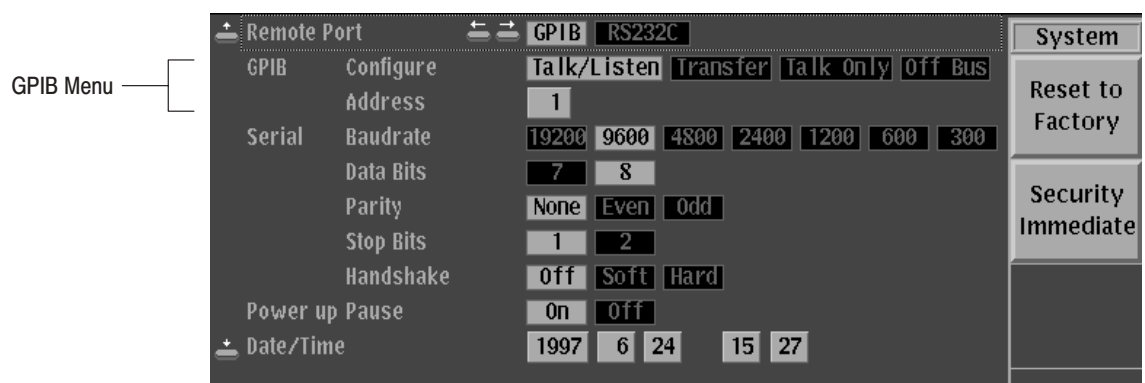 Remote Port GPIB RS232C
System
GPIB Menu
GPIB Configure Talk/Listen Transfer Talk Only Off Bus
Address 1
Reset to
Factory
Serial Baudrate 19200 9600 4800 2400 1200 600 300
Data Bits 7 8
Parity None Even Odd
Security
Immediate
Stop Bits 1 2
Handshake Off Soft Hard
Power up Pause On Off
Date/Time 1997 6 24 15 27